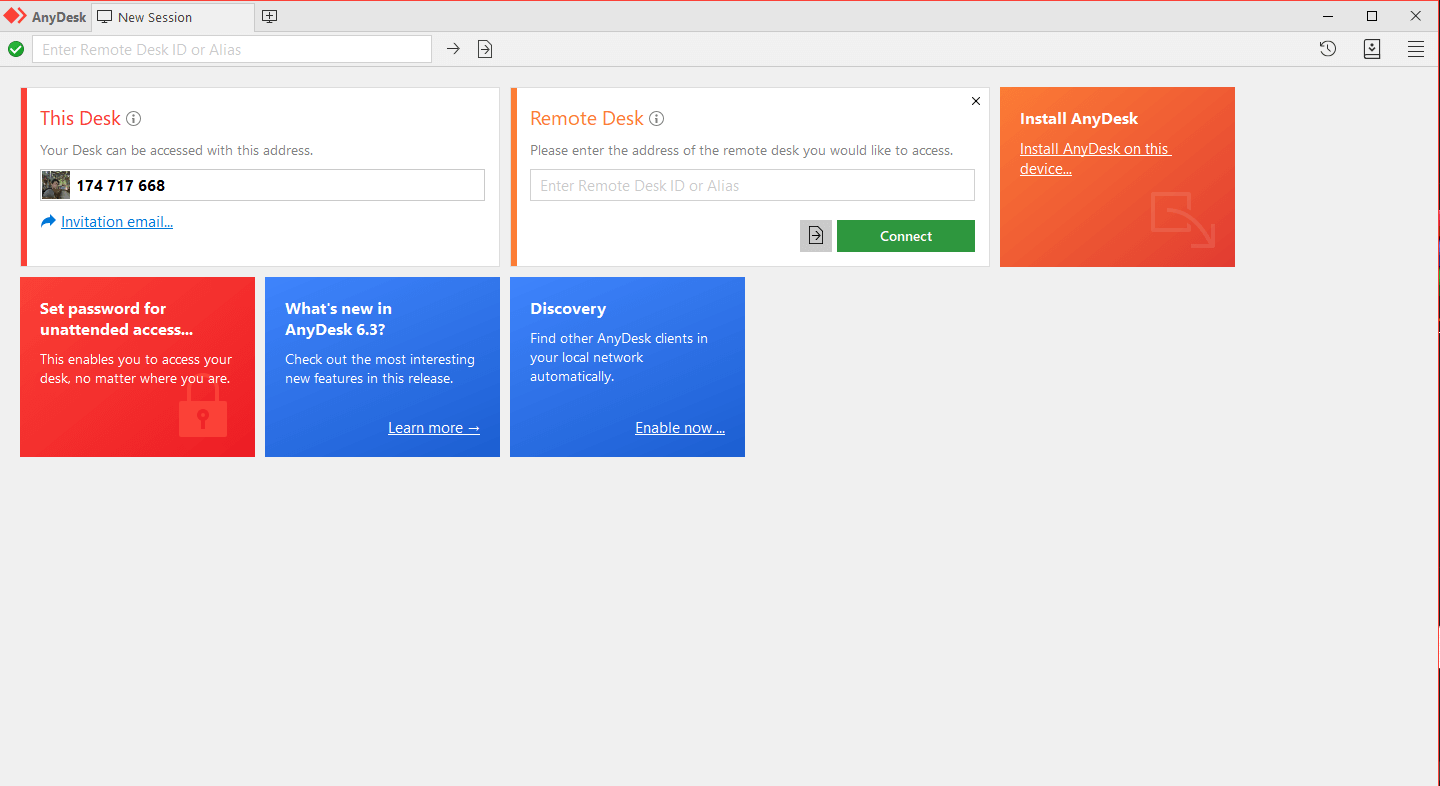 AnyDesk
New Session
Enter Remote Desk ID or Alias
This Desk
Your Desk can be accessed with this address.
174 717 668
Invitation email...
Remote Desk
Please enter the address of the remote desk you would like to access.
Enter Remote Desk ID or Alias
Connect
Install AnyDesk
Install AnyDesk on this
device...
Set password for
unattended access...
This enables you to access your
desk, no matter where you are.
What's new in
AnyDesk 6.3?
Check out the most interesting
new features in this release.
Learn more →
Discovery
Find other AnyDesk clients in
your local network
automatically.
Enable now ...